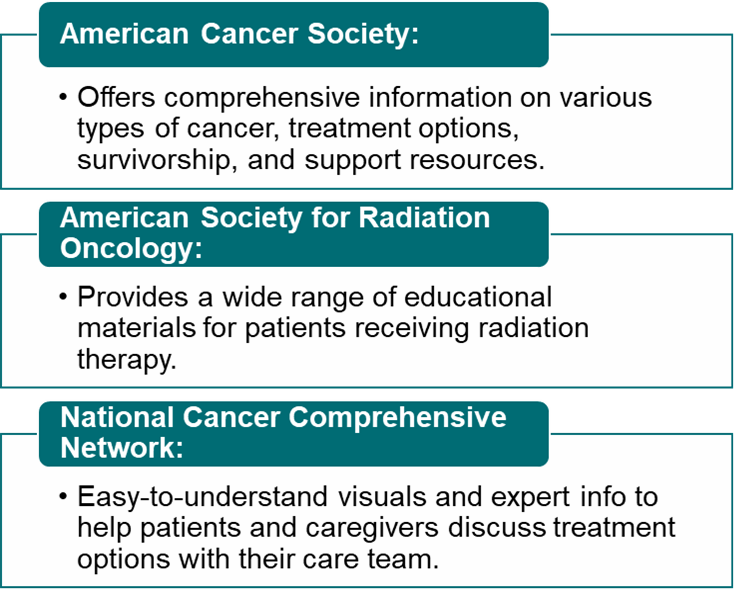 American Cancer Society:
• Offers comprehensive information on various
types of cancer, treatment options,
survivorship, and support resources.
American Society for Radiation
Oncology:
• Provides a wide range of educational
materials for patients receiving radiation
therapy.
National Cancer Comprehensive
Network:
• Easy-to-understand visuals and expert info to
help patients and caregivers discuss treatment
options with their care team.